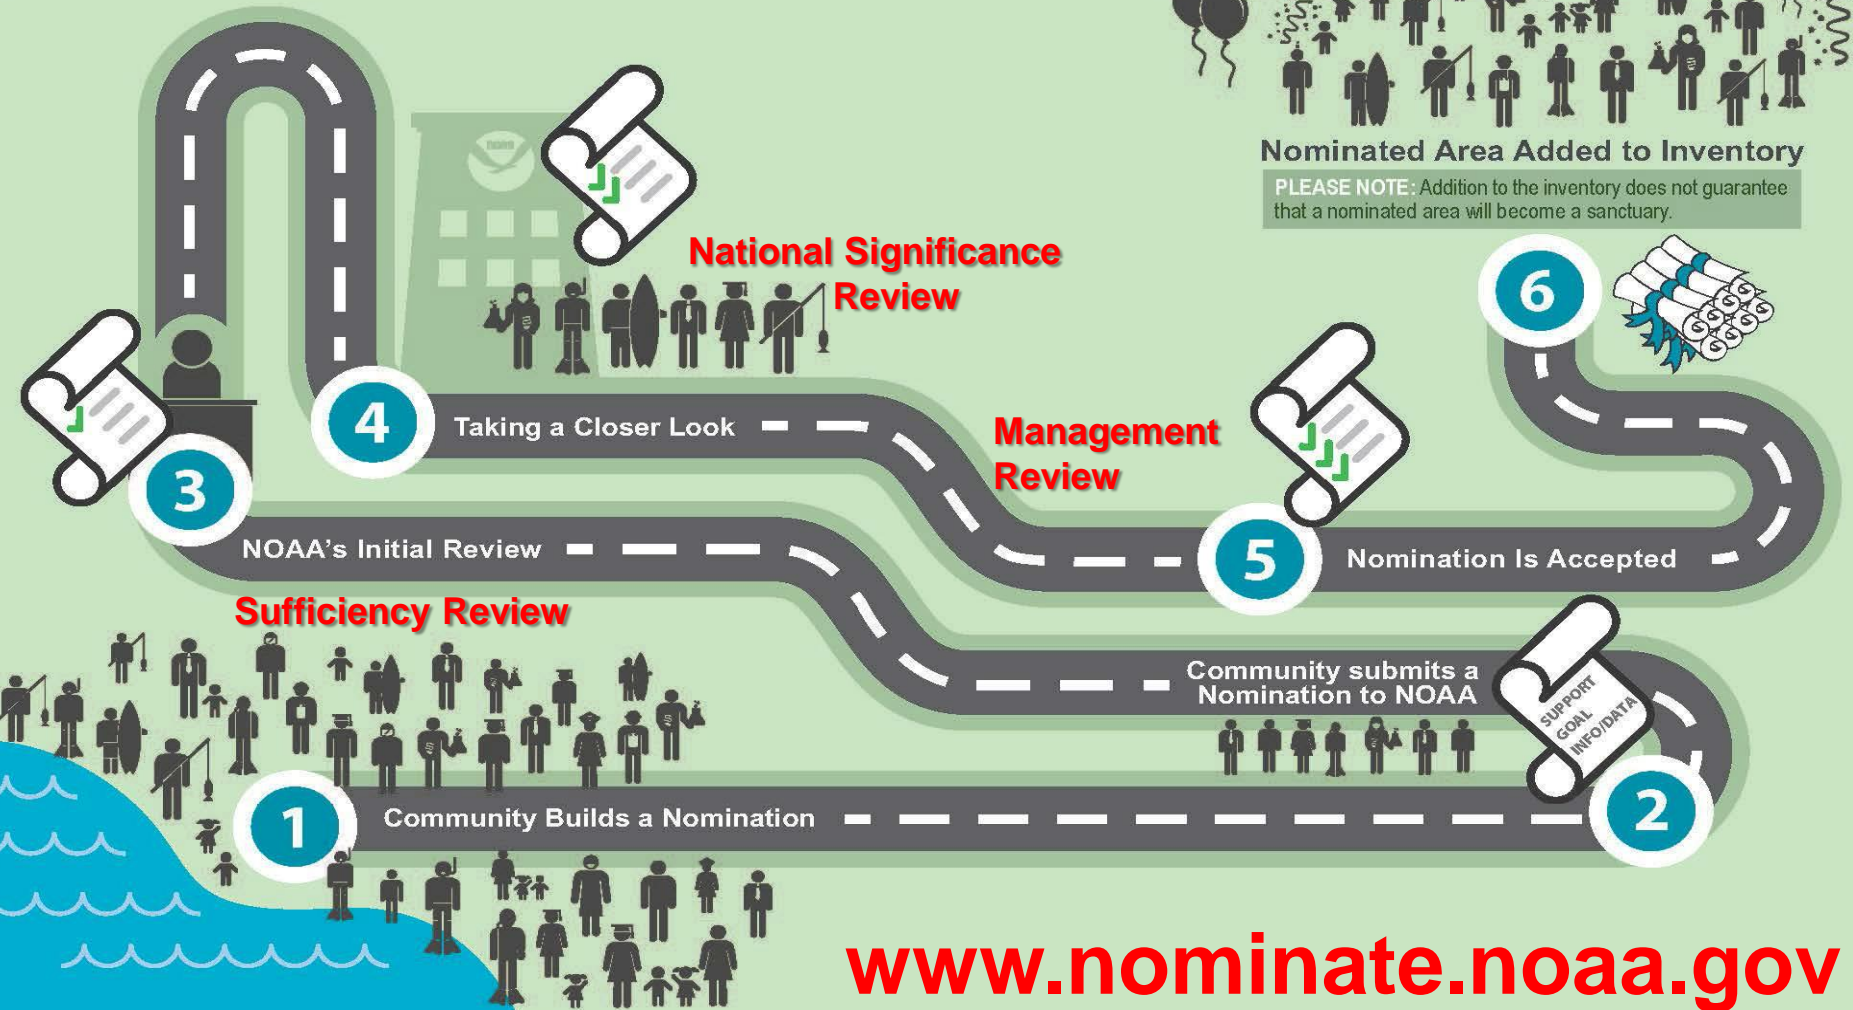 Nominated Area Added to Inventory
PLEASE NOTE: Addition to the inventory does not guarantee
that a nominated area will become a sanctuary.
6
noaa
National Significance
Review
4
Taking a Closer Look
Management
Review
3
NOAA's Initial Review
5
Nomination Is Accepted
Sufficiency Review
Community submits a
Nomination to NOAA
SUPPORT
GOAL
INFO/DATA
1
Community Builds a Nomination
2
www.nominate.noaa.gov